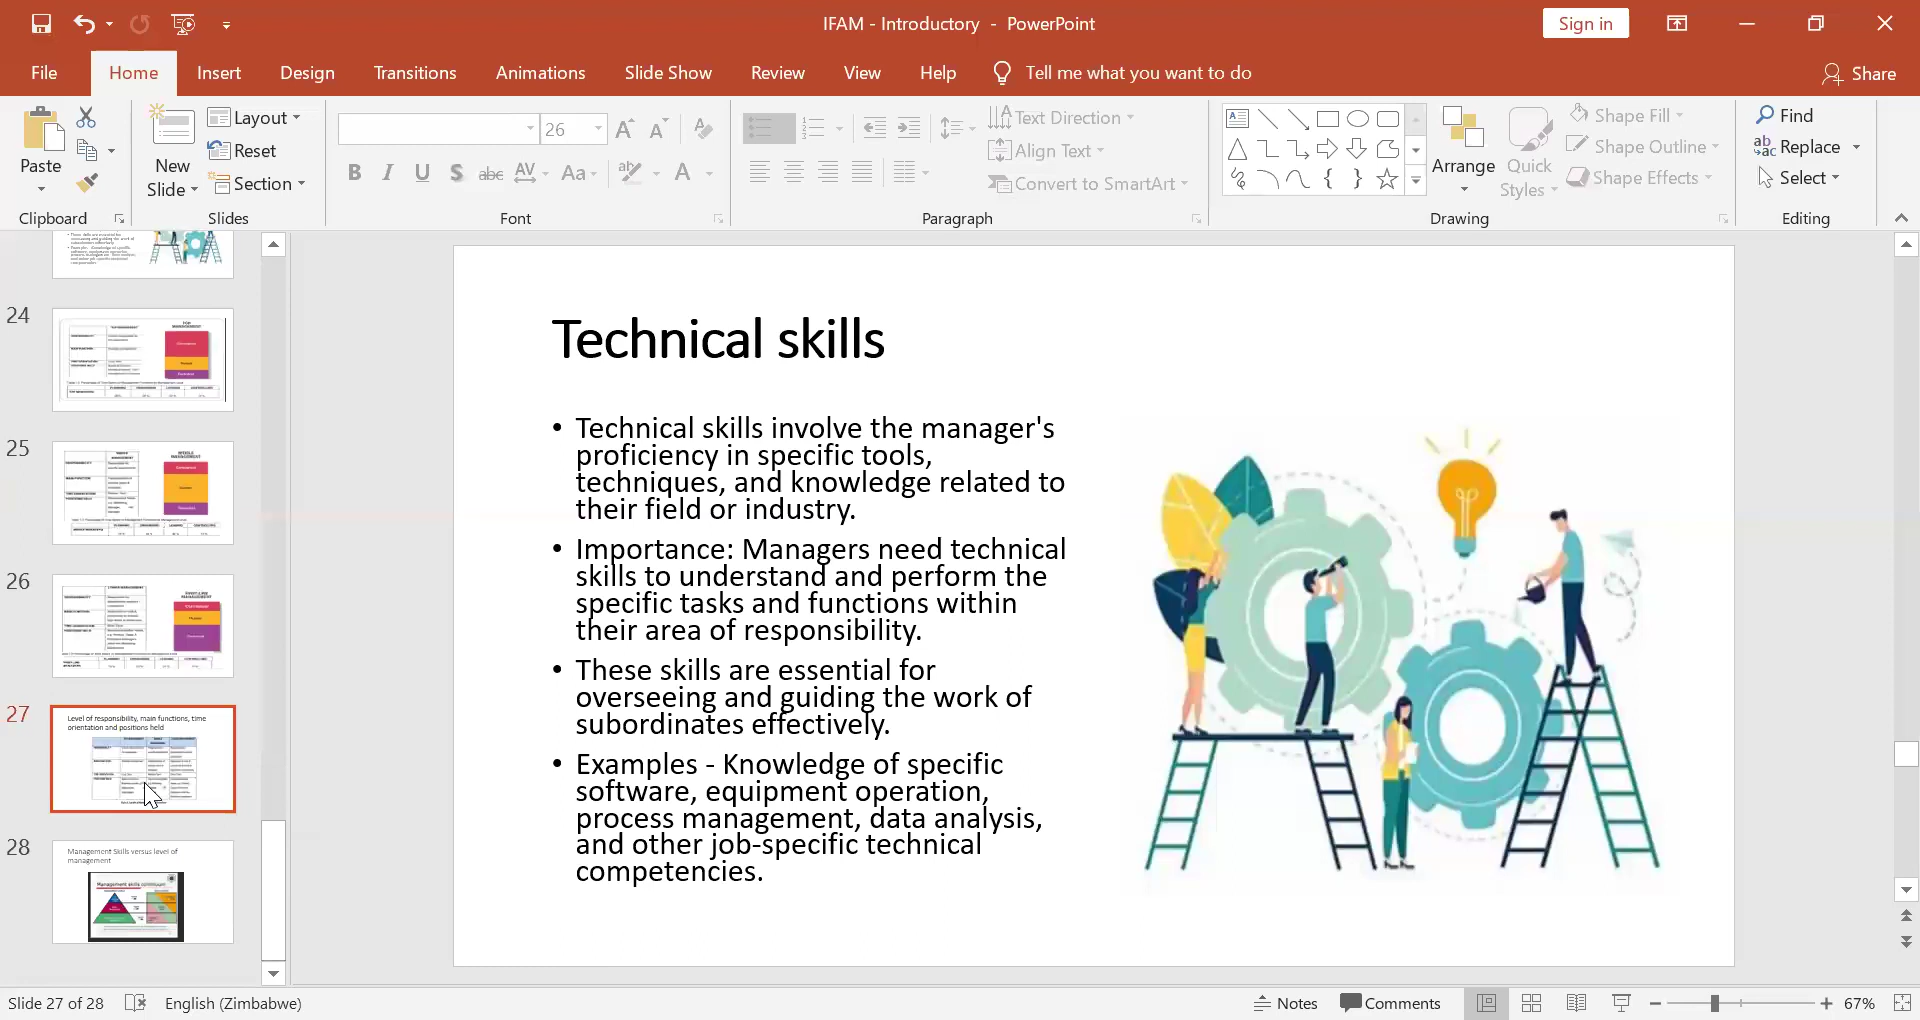 IFAM - Introductory - PowerPoint
Sign in
File
Home
Insert
Design
Transitions
Animations
Slide Show
Review
View
Help
Tell me what you want to do
Share
Paste
Clipboard
New Slide
Layout
Reset
Section
Slides
26
Font
Text Direction
Align Text
Convert to SmartArt
Paragraph
Arrange
Quick Styles
Shape Fill
Shape Outline
Shape Effects
Drawing
Find
Replace
Select
Editing
24
25
26
27
Level of responsibility, main functions, time
orientation and positions held
28
Management Skills versus level of
management
Technical skills
• Technical skills involve the manager's
proficiency in specific tools,
techniques, and knowledge related to
their field or industry.
• Importance: Managers need technical
skills to understand and perform the
specific tasks and functions within
their area of responsibility.
• These skills are essential for
overseeing and guiding the work of
subordinates effectively.
• Examples - Knowledge of specific
software, equipment operation,
process management, data analysis,
and other job-specific technical
competencies.
Slide 27 of 28
English (Zimbabwe)
Notes
Comments
67%